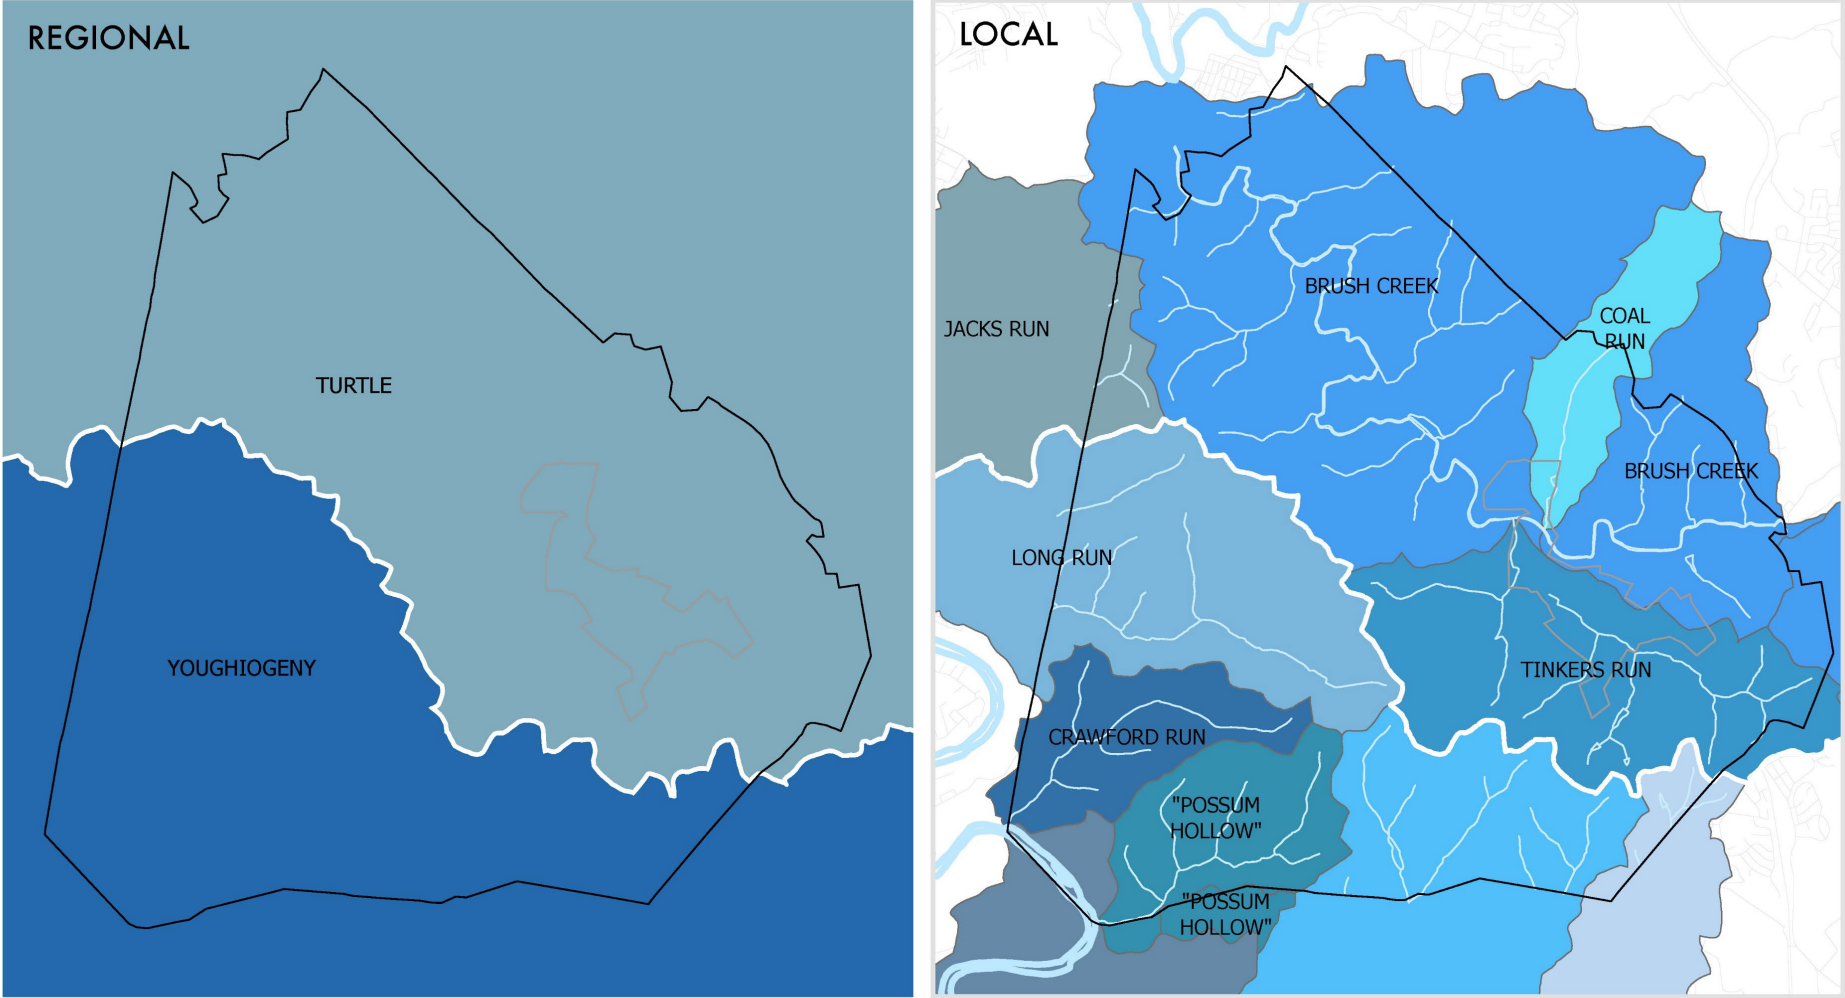 REGIONAL
TURTLE
YOUGHIOGENY
LOCAL
BRUSH CREEK
COAL
RUN
JACKS RUN
BRUSH CREEK
LONG RUN
TINKERS RUN
CRAWFORD RUN
"POSSUM
HOLLOW"
"POSSUM
HOLLOW"